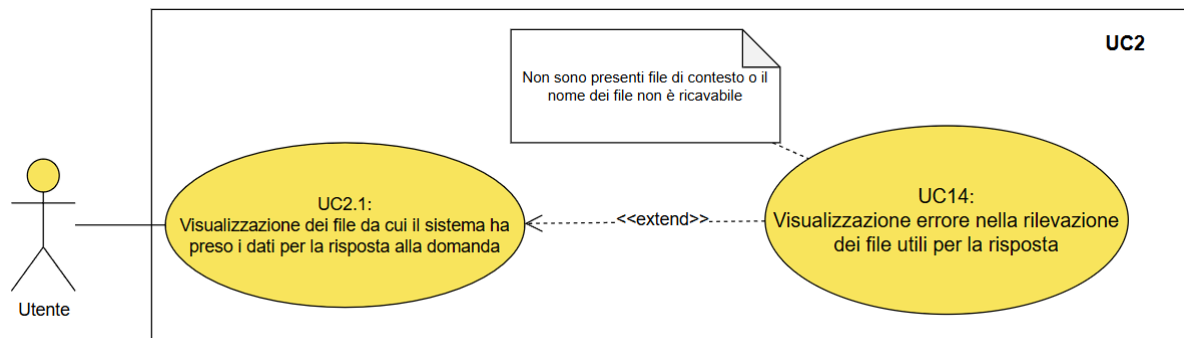 UC2
Non sono presenti file di contesto o il
nome dei file non è ricavabile
UC2.1:
Visualizzazione dei file da cui il sistema ha
preso i dati per la risposta alla domanda
<<extend>>
UC14:
Visualizzazione errore nella rilevazione
dei file utili per la risposta
Utente